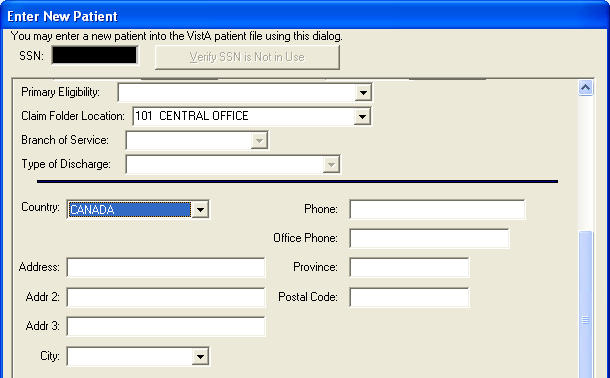 Enter New Patient
You may enter a new patient into the VistA patient file using this dialog.
SSN: Verify SSN is Not in Use
Primary Eligibility:
Claim Folder Location: 101 CENTRAL OFFICE
Branch of Service:
Type of Discharge:
Country: CANADA Phone:
Office Phone:
Address: Province:
Addr 2: Postal Code:
Addr 3:
City: